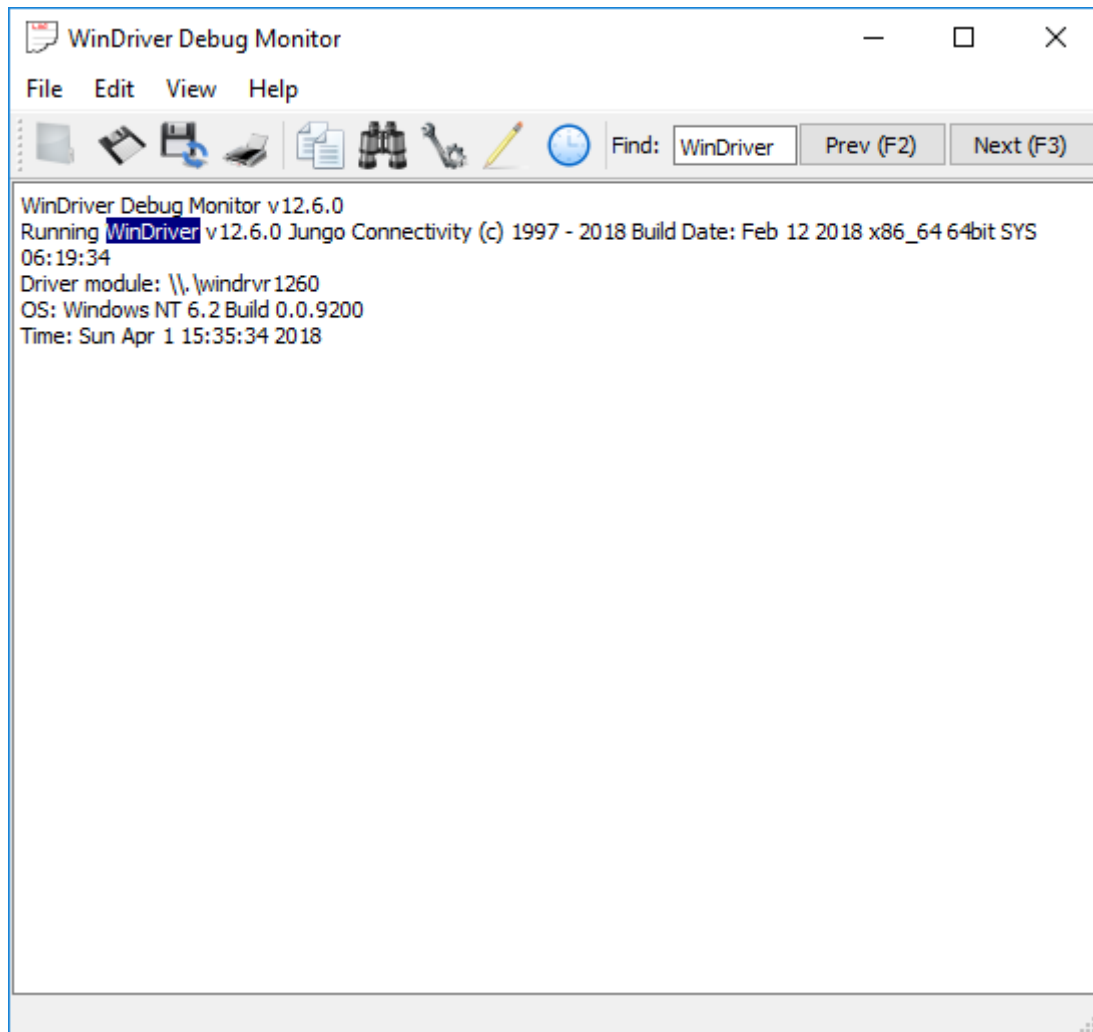 WinDriver Debug Monitor
File Edit View Help
Find: WinDriver Prev (F2) Next (F3)
WinDriver Debug Monitor v12.6.0
Running WinDriver v12.6.0 Jungo Connectivity (c) 1997 - 2018 Build Date: Feb 12 2018 x86_64 64bit SYS
06:19:34
Driver module: \\.\windrvr1260
OS: Windows NT 6.2 Build 0.0.9200
Time: Sun Apr 1 15:35:34 2018